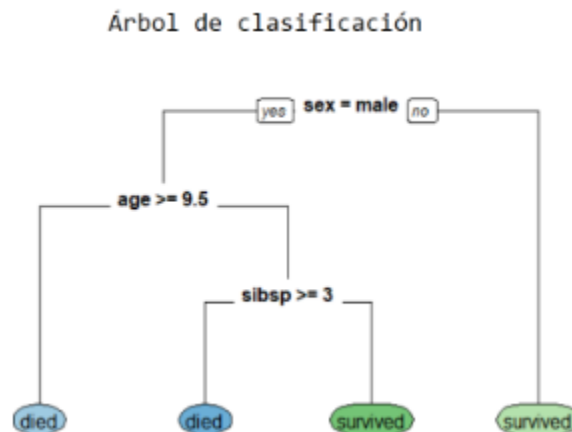 Árbol de clasificación
yes sex = male no
age >= 9.5
sibsp >= 3
died died survived survived